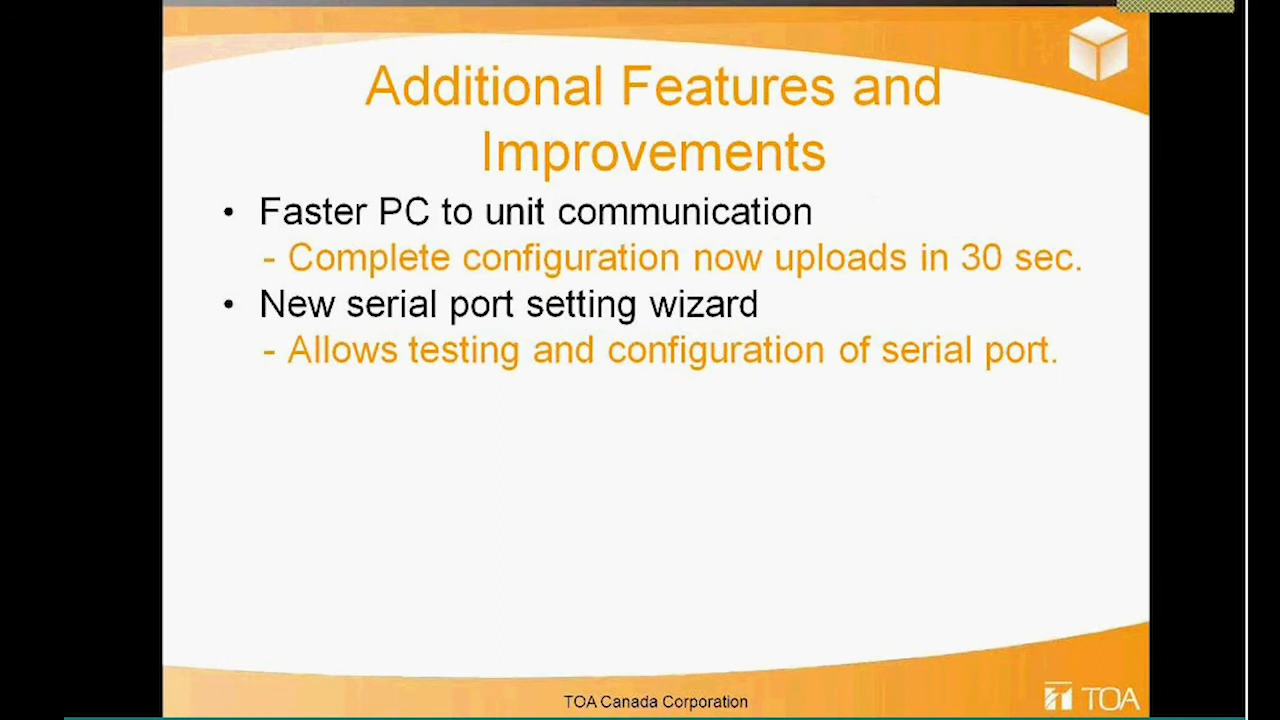 Additional Features and
Improvements
• Faster PC to unit communication
- Complete configuration now uploads in 30 sec.
• New serial port setting wizard
- Allows testing and configuration of serial port.
TOA Canada Corporation
TOA